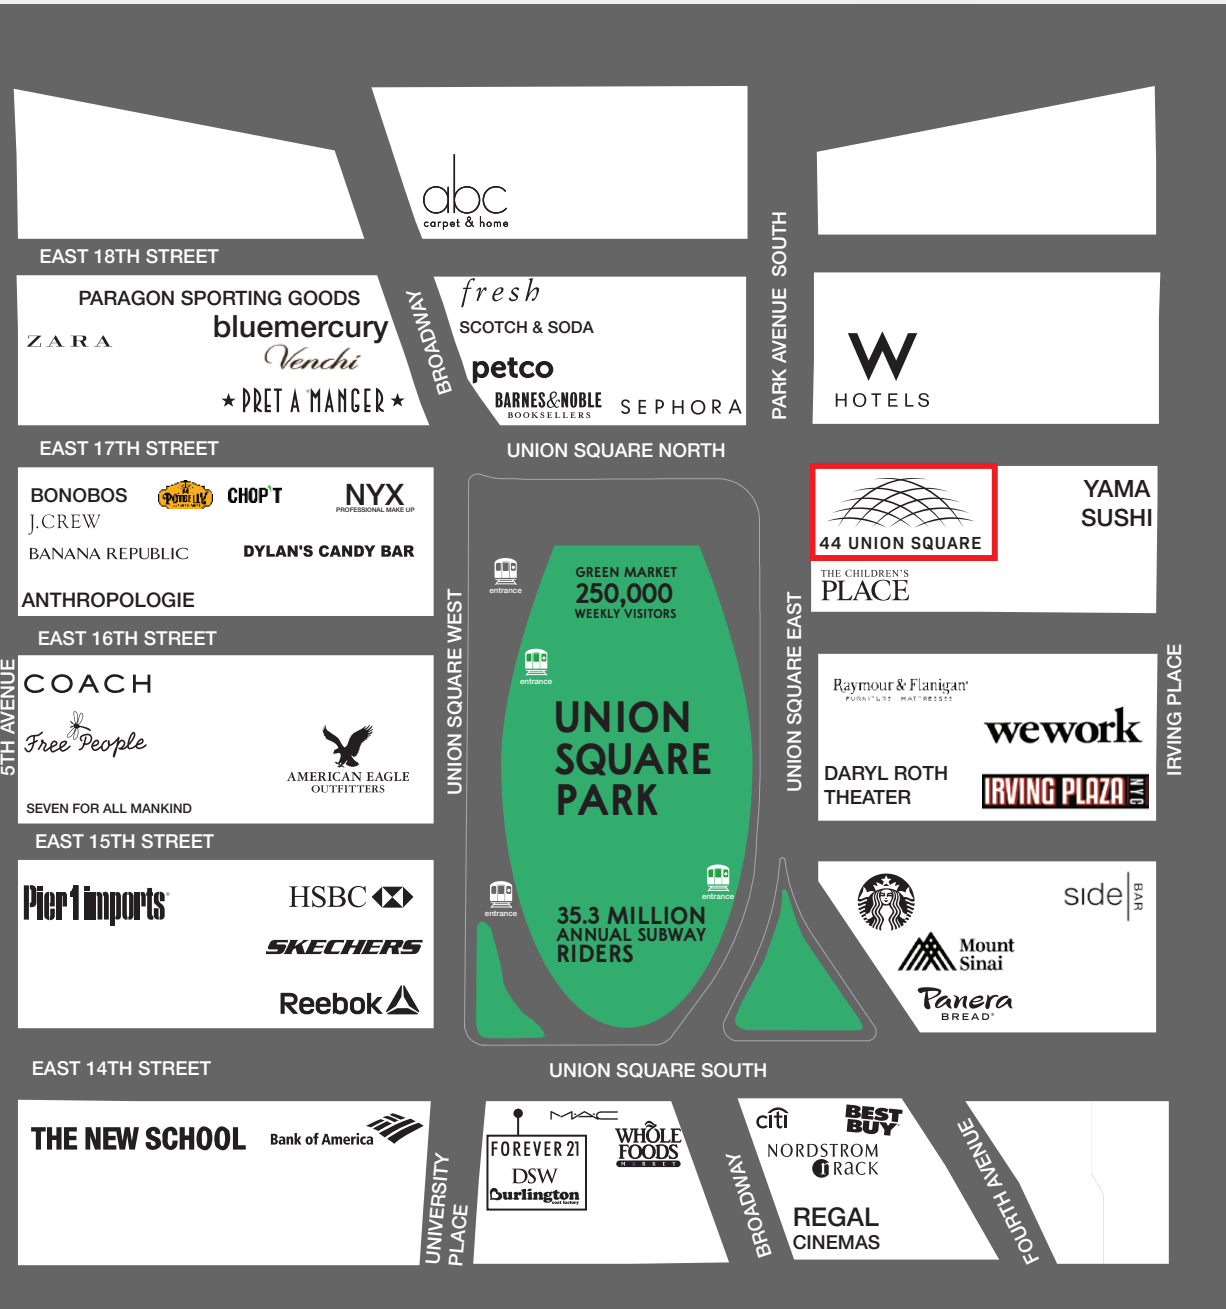 abc
carpet & home
EAST 18TH STREET
PARAGON SPORTING GOODS
ZARA
bluemercury
Venchi
PRET A MANGER
BROADWAY
fresh
SCOTCH & SODA
petco
BARNES&NOBLE
BOOKSELLERS
SEPHORA
PARK AVENUE SOUTH
W
HOTELS
EAST 17TH STREET
UNION SQUARE NORTH
BONOBOS
POTBELLY
CHOP'T
NYX
PROFESSIONAL MAKE UP
J.CREW
BANANA REPUBLIC
DYLAN'S CANDY BAR
ANTHROPOLOGIE
44 UNION SQUARE
YAMA
SUSHI
THE CHILDREN'S
PLACE
entrance
GREEN MARKET
250,000
WEEKLY VISITORS
entrance
UNION SQUARE WEST
UNION SQUARE EAST
EAST 16TH STREET
5TH AVENUE
COACH
Free People
AMERICAN EAGLE
OUTFITTERS
SEVEN FOR ALL MANKIND
UNION
SQUARE
PARK
Raymour & Flanigan
FURNITURE MATTRESSES
wework
DARYL ROTH
THEATER
IRVING PLAZA NYC
IRVING PLACE
EAST 15TH STREET
Pier 1 imports
HSBC
SKECHERS
Reebok
entrance
entrance
35.3 MILLION
ANNUAL SUBWAY
RIDERS
side BAR
Mount
Sinai
Panera
BREAD
EAST 14TH STREET
UNION SQUARE SOUTH
THE NEW SCHOOL
Bank of America
UNIVERSITY
PLACE
MAC
FOREVER 21
DSW
Burlington
coat factory
WHOLE
FOODS
MARKET
BROADWAY
citi
BEST
BUY
NORDSTROM
rack
REGAL
CINEMAS
FOURTH AVENUE